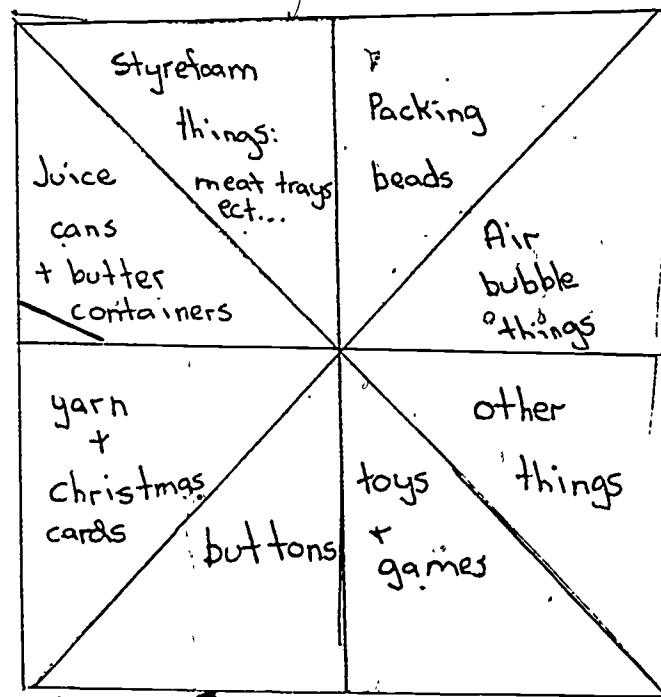 Styrefoam
things:
meat trays
ect...
Packing
beads
Juice
cans
+ butter
containers
Air
bubble
things
yarn
+
christmas
cards
buttons
toys
+
games
other
things